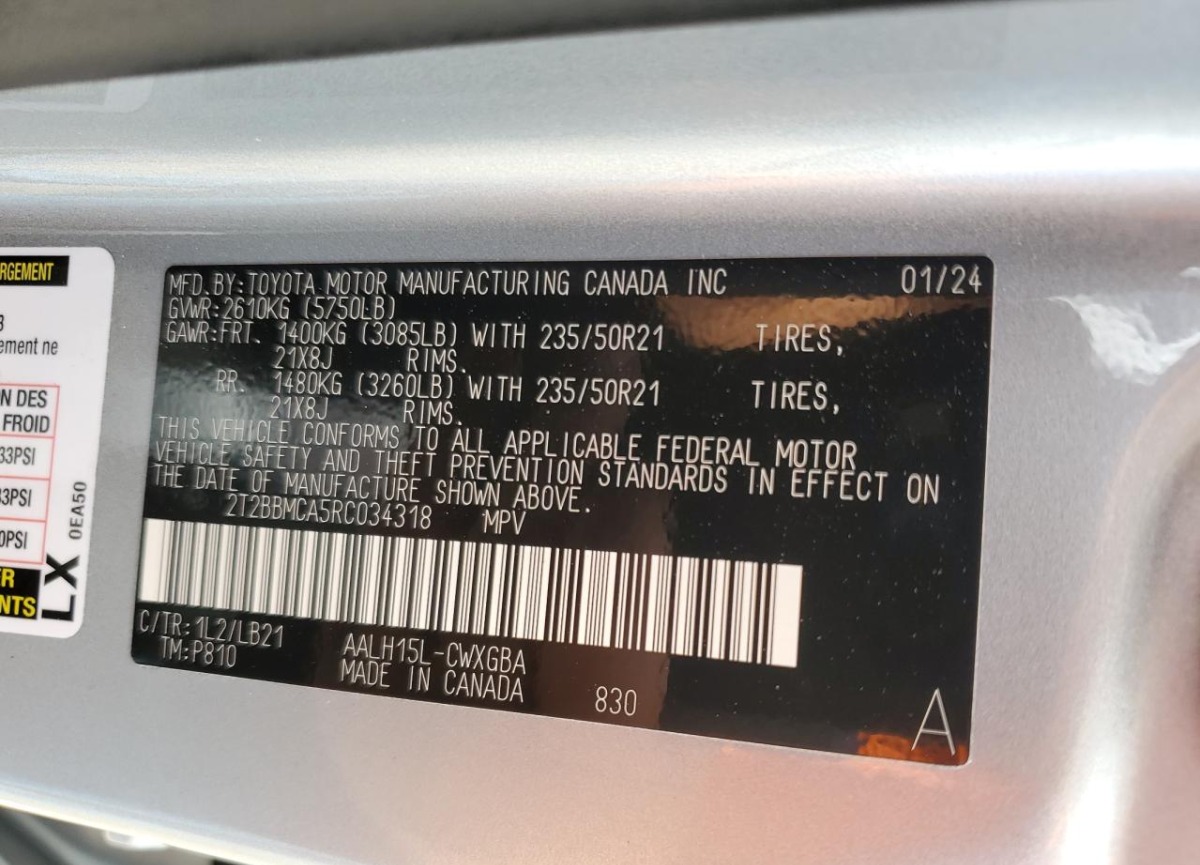 RGEMENT
ement ne
ON DES
FROID
33PSI
33PSI
0PSI
ER
NTS
LX
0EA50
MFD.BY:TOYOTA MOTOR MANUFACTURING CANADA INC 01/24
GVWR:2610KG (5750LB)
GAWR:FRT. 1400KG (3085LB) WITH 235/50R21 TIRES,
21X8J RIMS.
RR. 1480KG (3260LB) WITH 235/50R21 TIRES,
21X8J RIMS.
THIS VEHICLE CONFORMS TO ALL APPLICABLE FEDERAL MOTOR
VEHICLE SAFETY AND THEFT PREVENTION STANDARDS IN EFFECT ON
THE DATE OF MANUFACTURE SHOWN ABOVE.
2T2BBMCA5RC034318 MPV
C/TR:1L2/LB21
TM:P810
AALH15L-CWXGBA
MADE IN CANADA
830
A